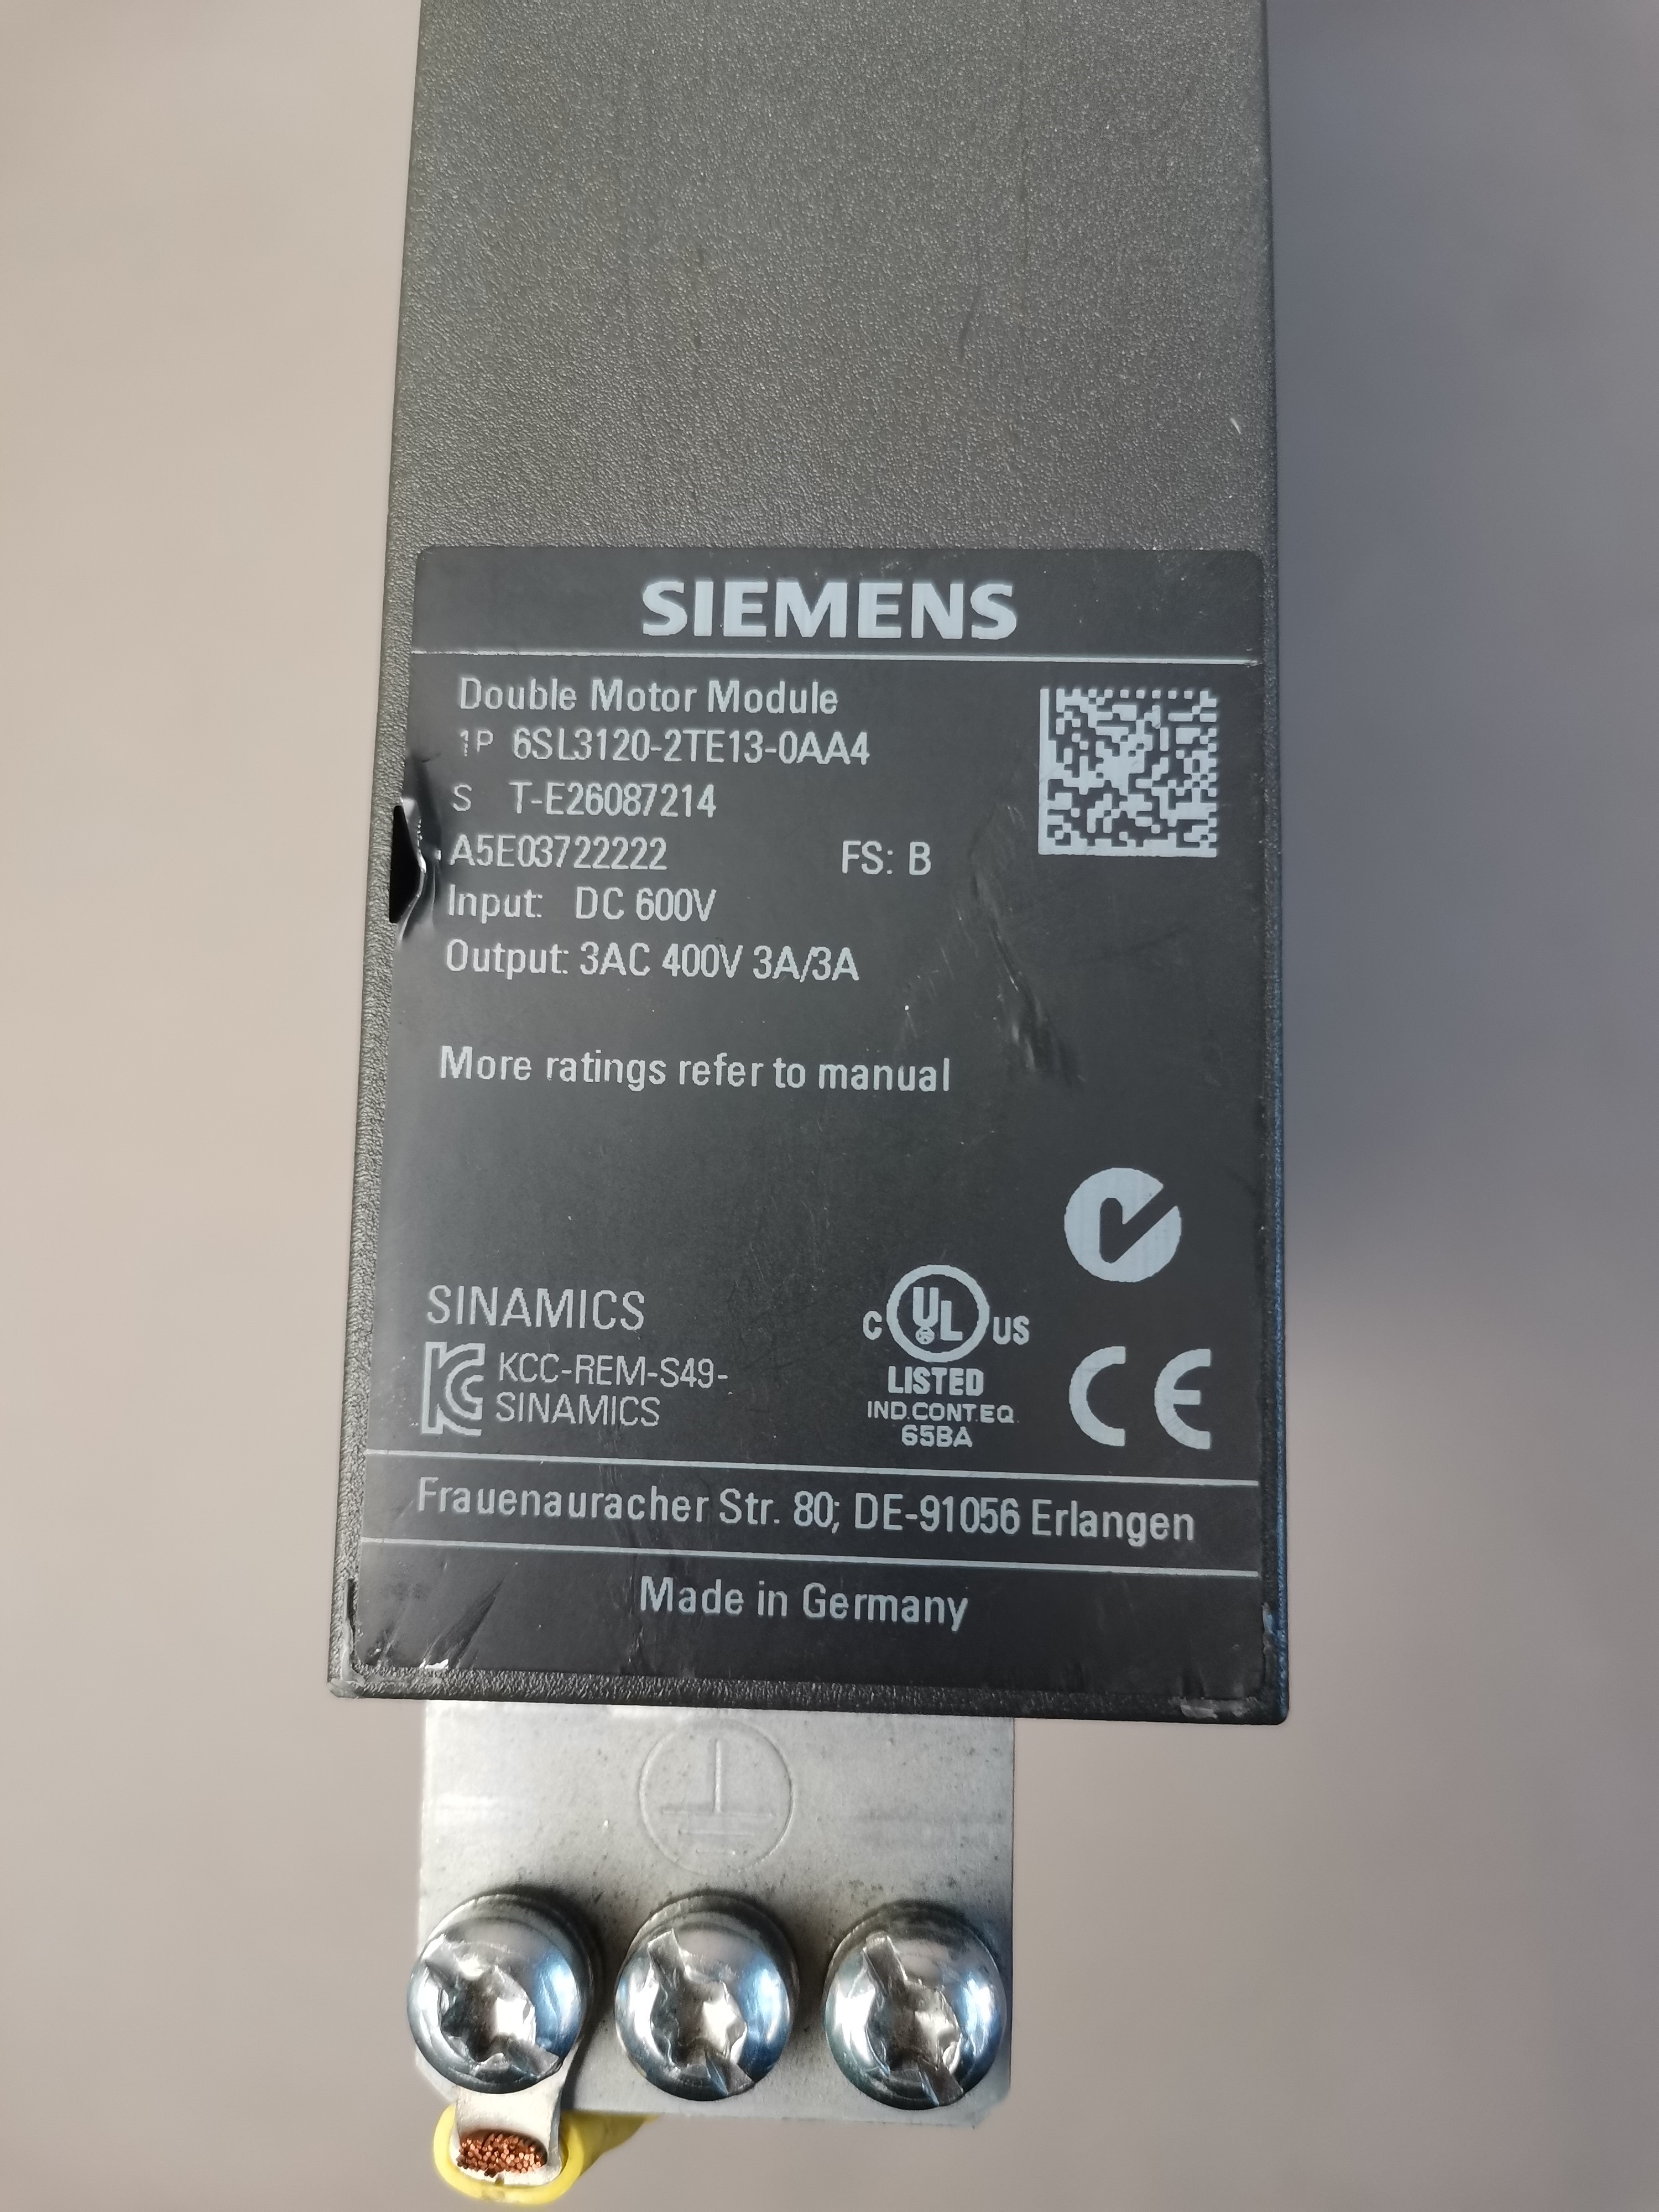 SIEMENS
Double Motor Module
1P 6SL3120-2TE13-0AA4
S T-E26087214
A5E03722222 FS: B
Input: DC 600V
Output: 3AC 400V 3A/3A
More ratings refer to manual
SINAMICS
KCC-REM-S49-
SINAMICS
C UL US
LISTED
IND.CONT.EQ.
65BA
CE
Frauenauracher Str. 80; DE-91056 Erlangen
Made in Germany